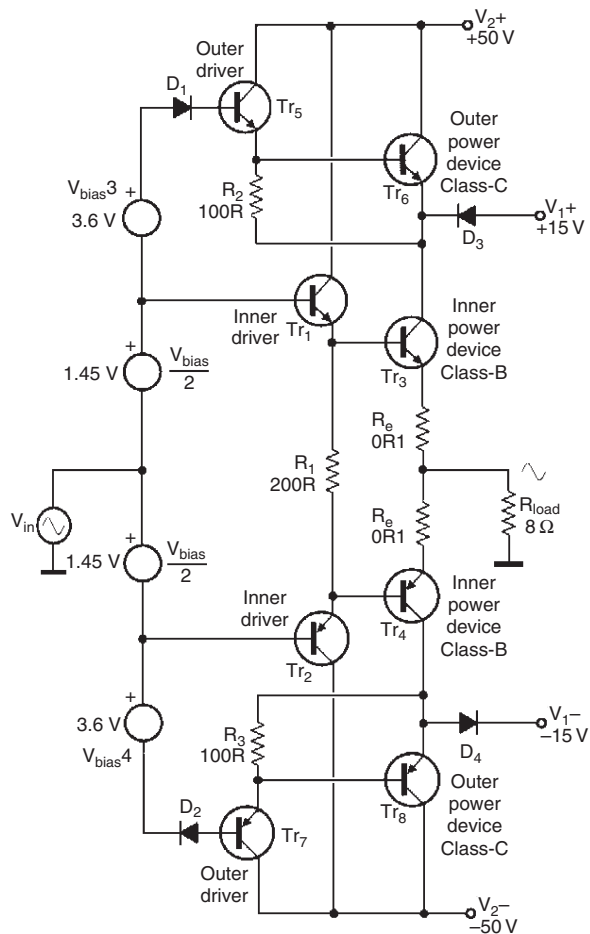 V2+
+50 V
Outer
driver
D1
Tr5
Outer
power
device
Class-C
Vbias3
3.6 V
R2
100R
Tr6
D3
V1+
+15 V
Inner
driver
Tr1
Inner
power
device
Class-B
Tr3
1.45 V
Vbias
2
Re
0R1
R1
200R
Vin
Rload
8 Ω
Re
0R1
1.45 V
Vbias
2
Inner
driver
Tr2
Tr4
Inner
power
device
Class-B
3.6 V
Vbias4
R3
100R
D4
V1–
–15 V
D2
Tr7
Tr8
Outer
power
device
Class-C
Outer
driver
V2–
–50 V